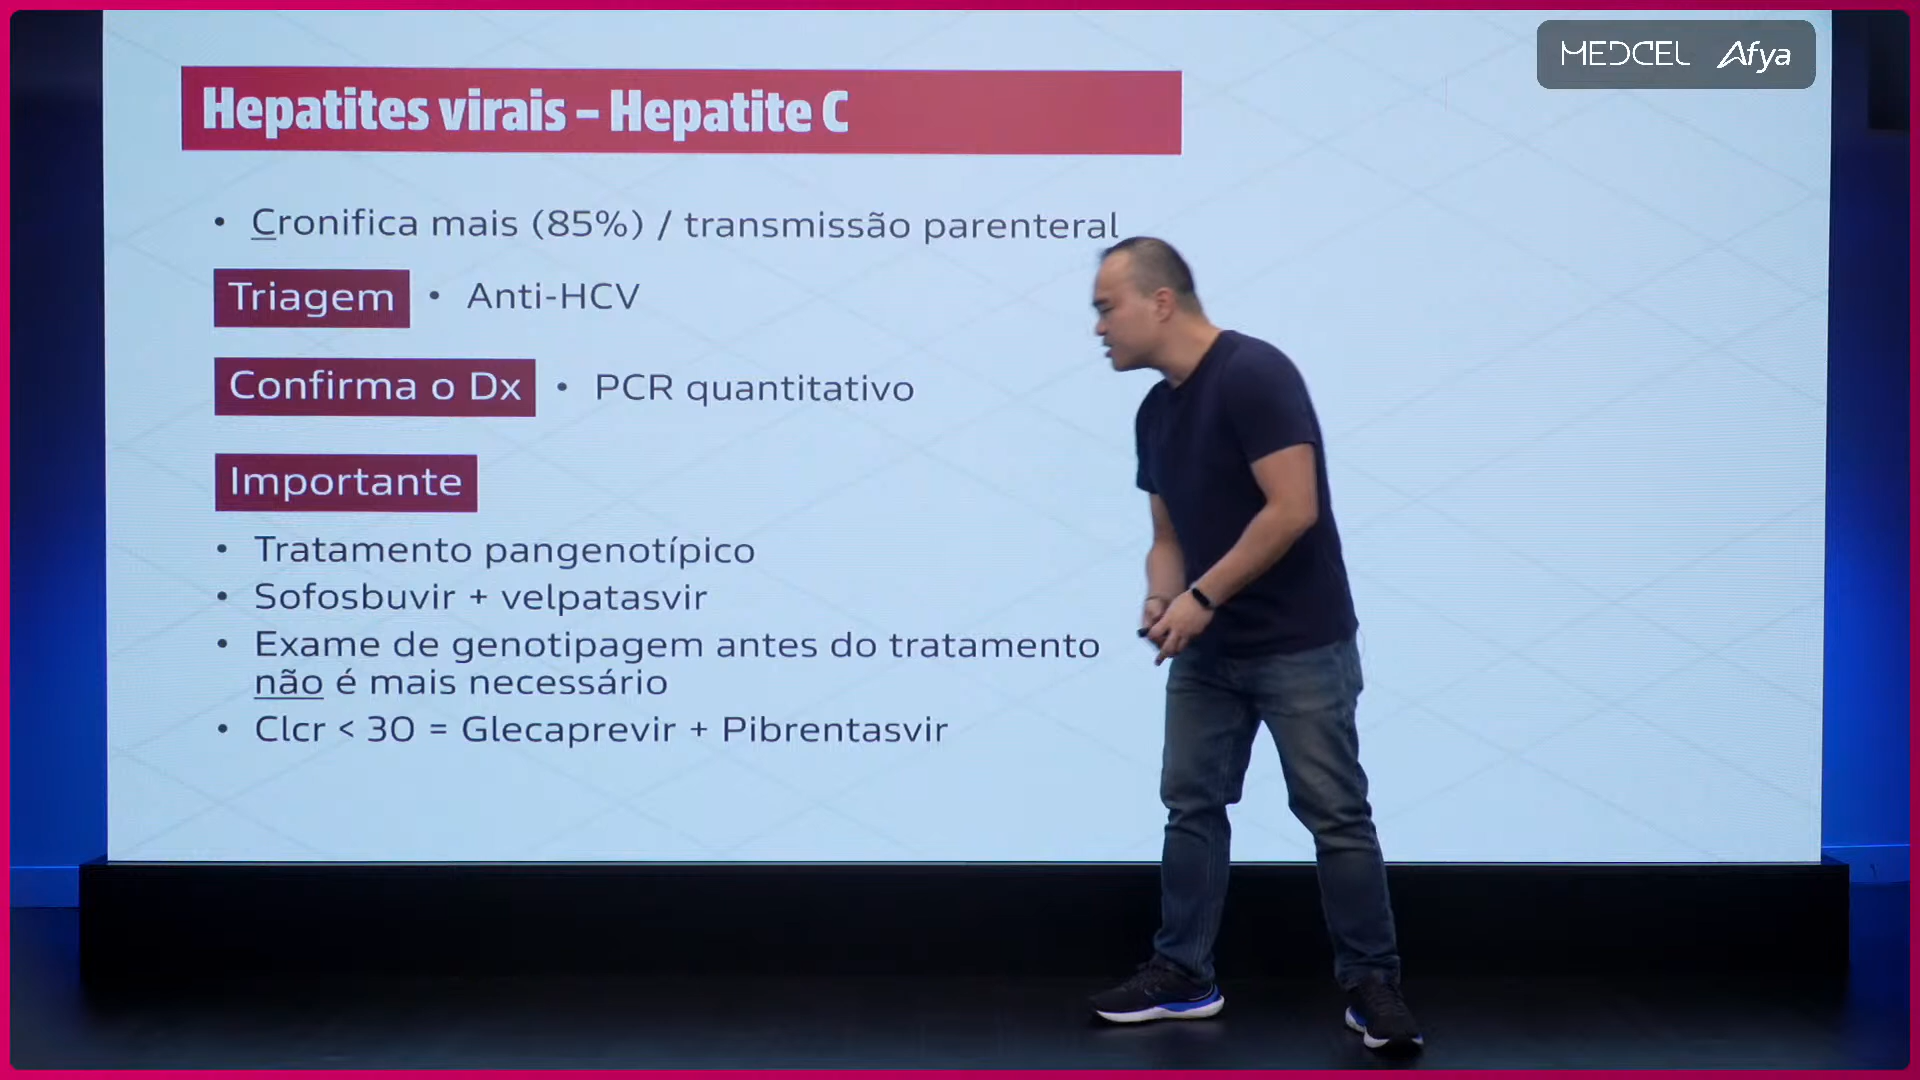 MEDCEL Afya
Hepatites virais – Hepatite C
• Cronifica mais (85%) / transmissão parenteral
Triagem • Anti-HCV
Confirma o Dx • PCR quantitativo
Importante
• Tratamento pangenotípico
• Sofosbuvir + velpatasvir
• Exame de genotipagem antes do tratamento
não é mais necessário
• Clcr < 30 = Glecaprevir + Pibrentasvir